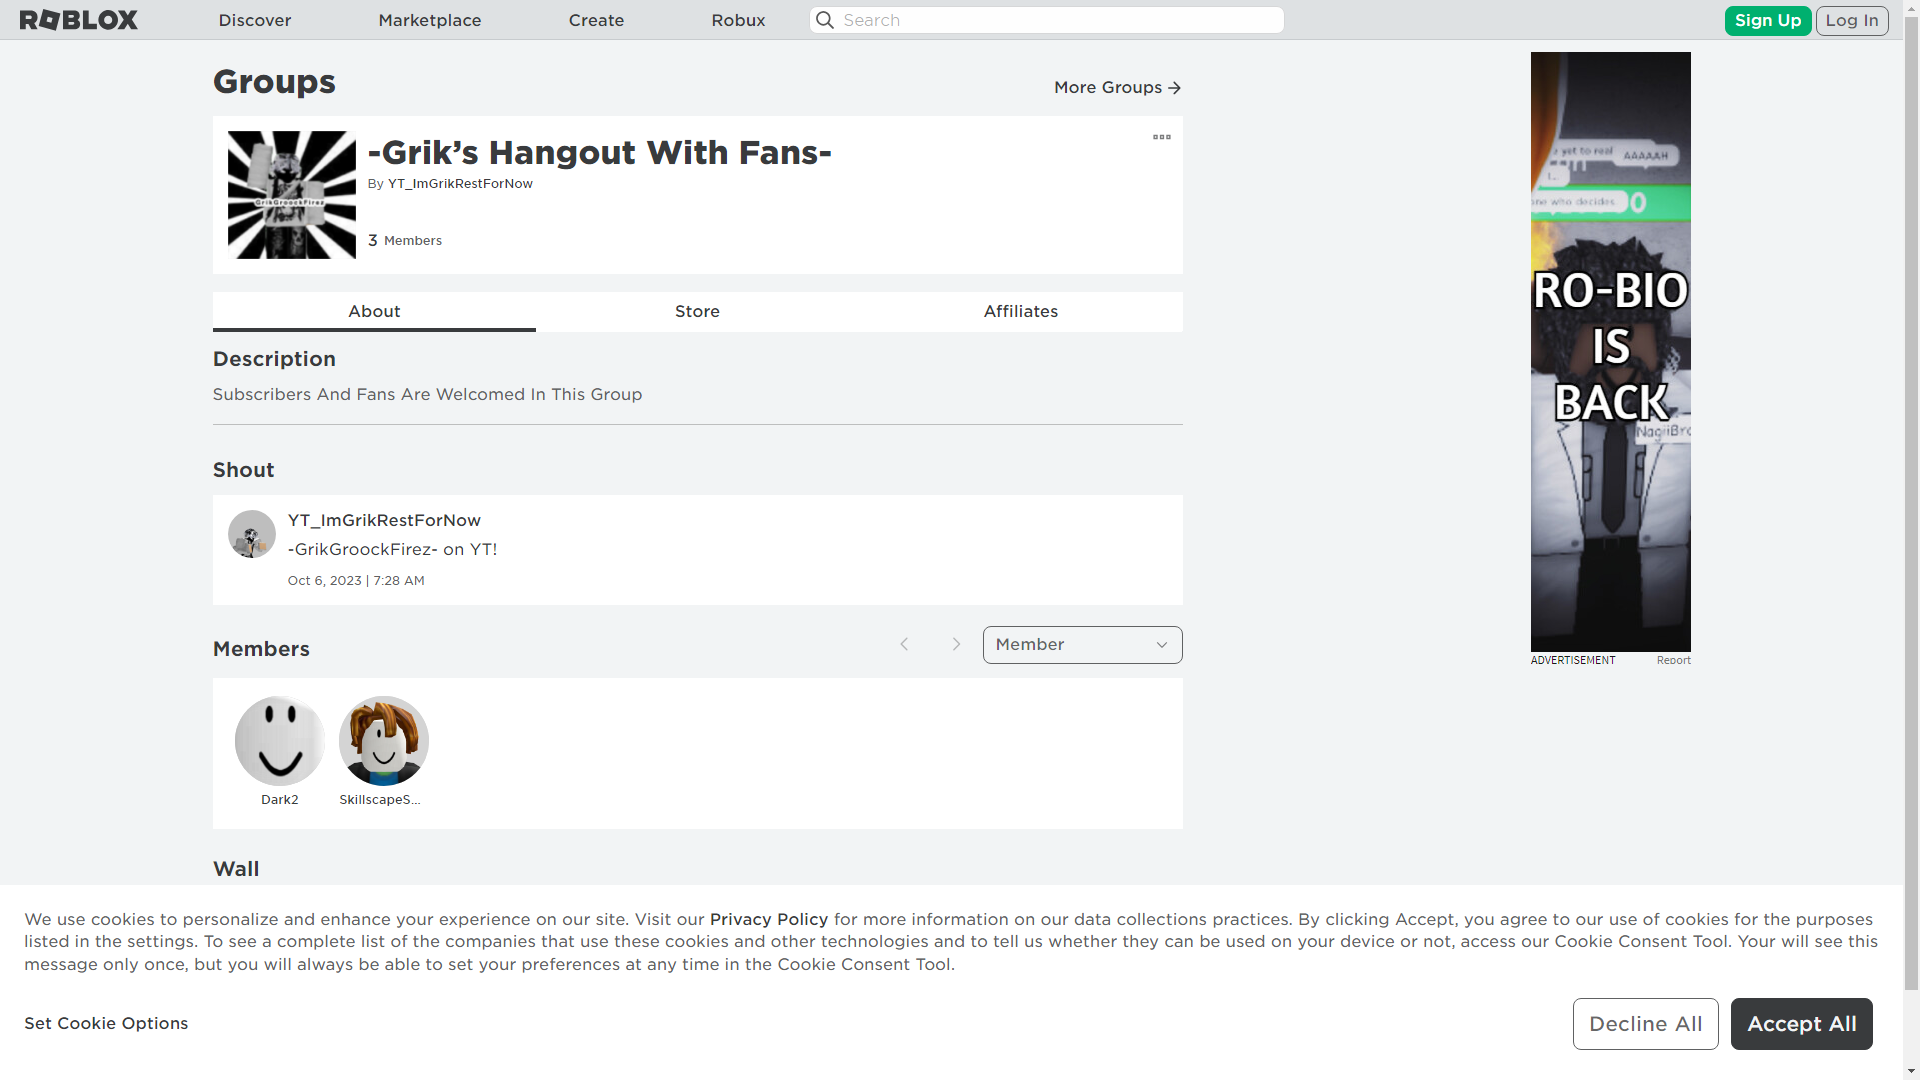 ROBLOX
Discover
Marketplace
Create
Robux
Search
Sign Up
Log In
Groups
More Groups
-Grik’s Hangout With Fans-
By YT_ImGrikRestForNow
3 Members
GrikGroockFirez
About
Store
Affiliates
Description
Subscribers And Fans Are Welcomed In This Group
Shout
YT_ImGrikRestForNow
-GrikGroockFirez- on YT!
Oct 6, 2023 | 7:28 AM
Members
Member
Dark2
SkillscapeS...
Wall
yet to real
AAAAAH
one who decides.
RO-BIO
IS
BACK
ADVERTISEMENT
Report
We use cookies to personalize and enhance your experience on our site. Visit our Privacy Policy for more information on our data collections practices. By clicking Accept, you agree to our use of cookies for the purposes
listed in the settings. To see a complete list of the companies that use these cookies and other technologies and to tell us whether they can be used on your device or not, access our Cookie Consent Tool. Your will see this
message only once, but you will always be able to set your preferences at any time in the Cookie Consent Tool.
Set Cookie Options
Decline All
Accept All